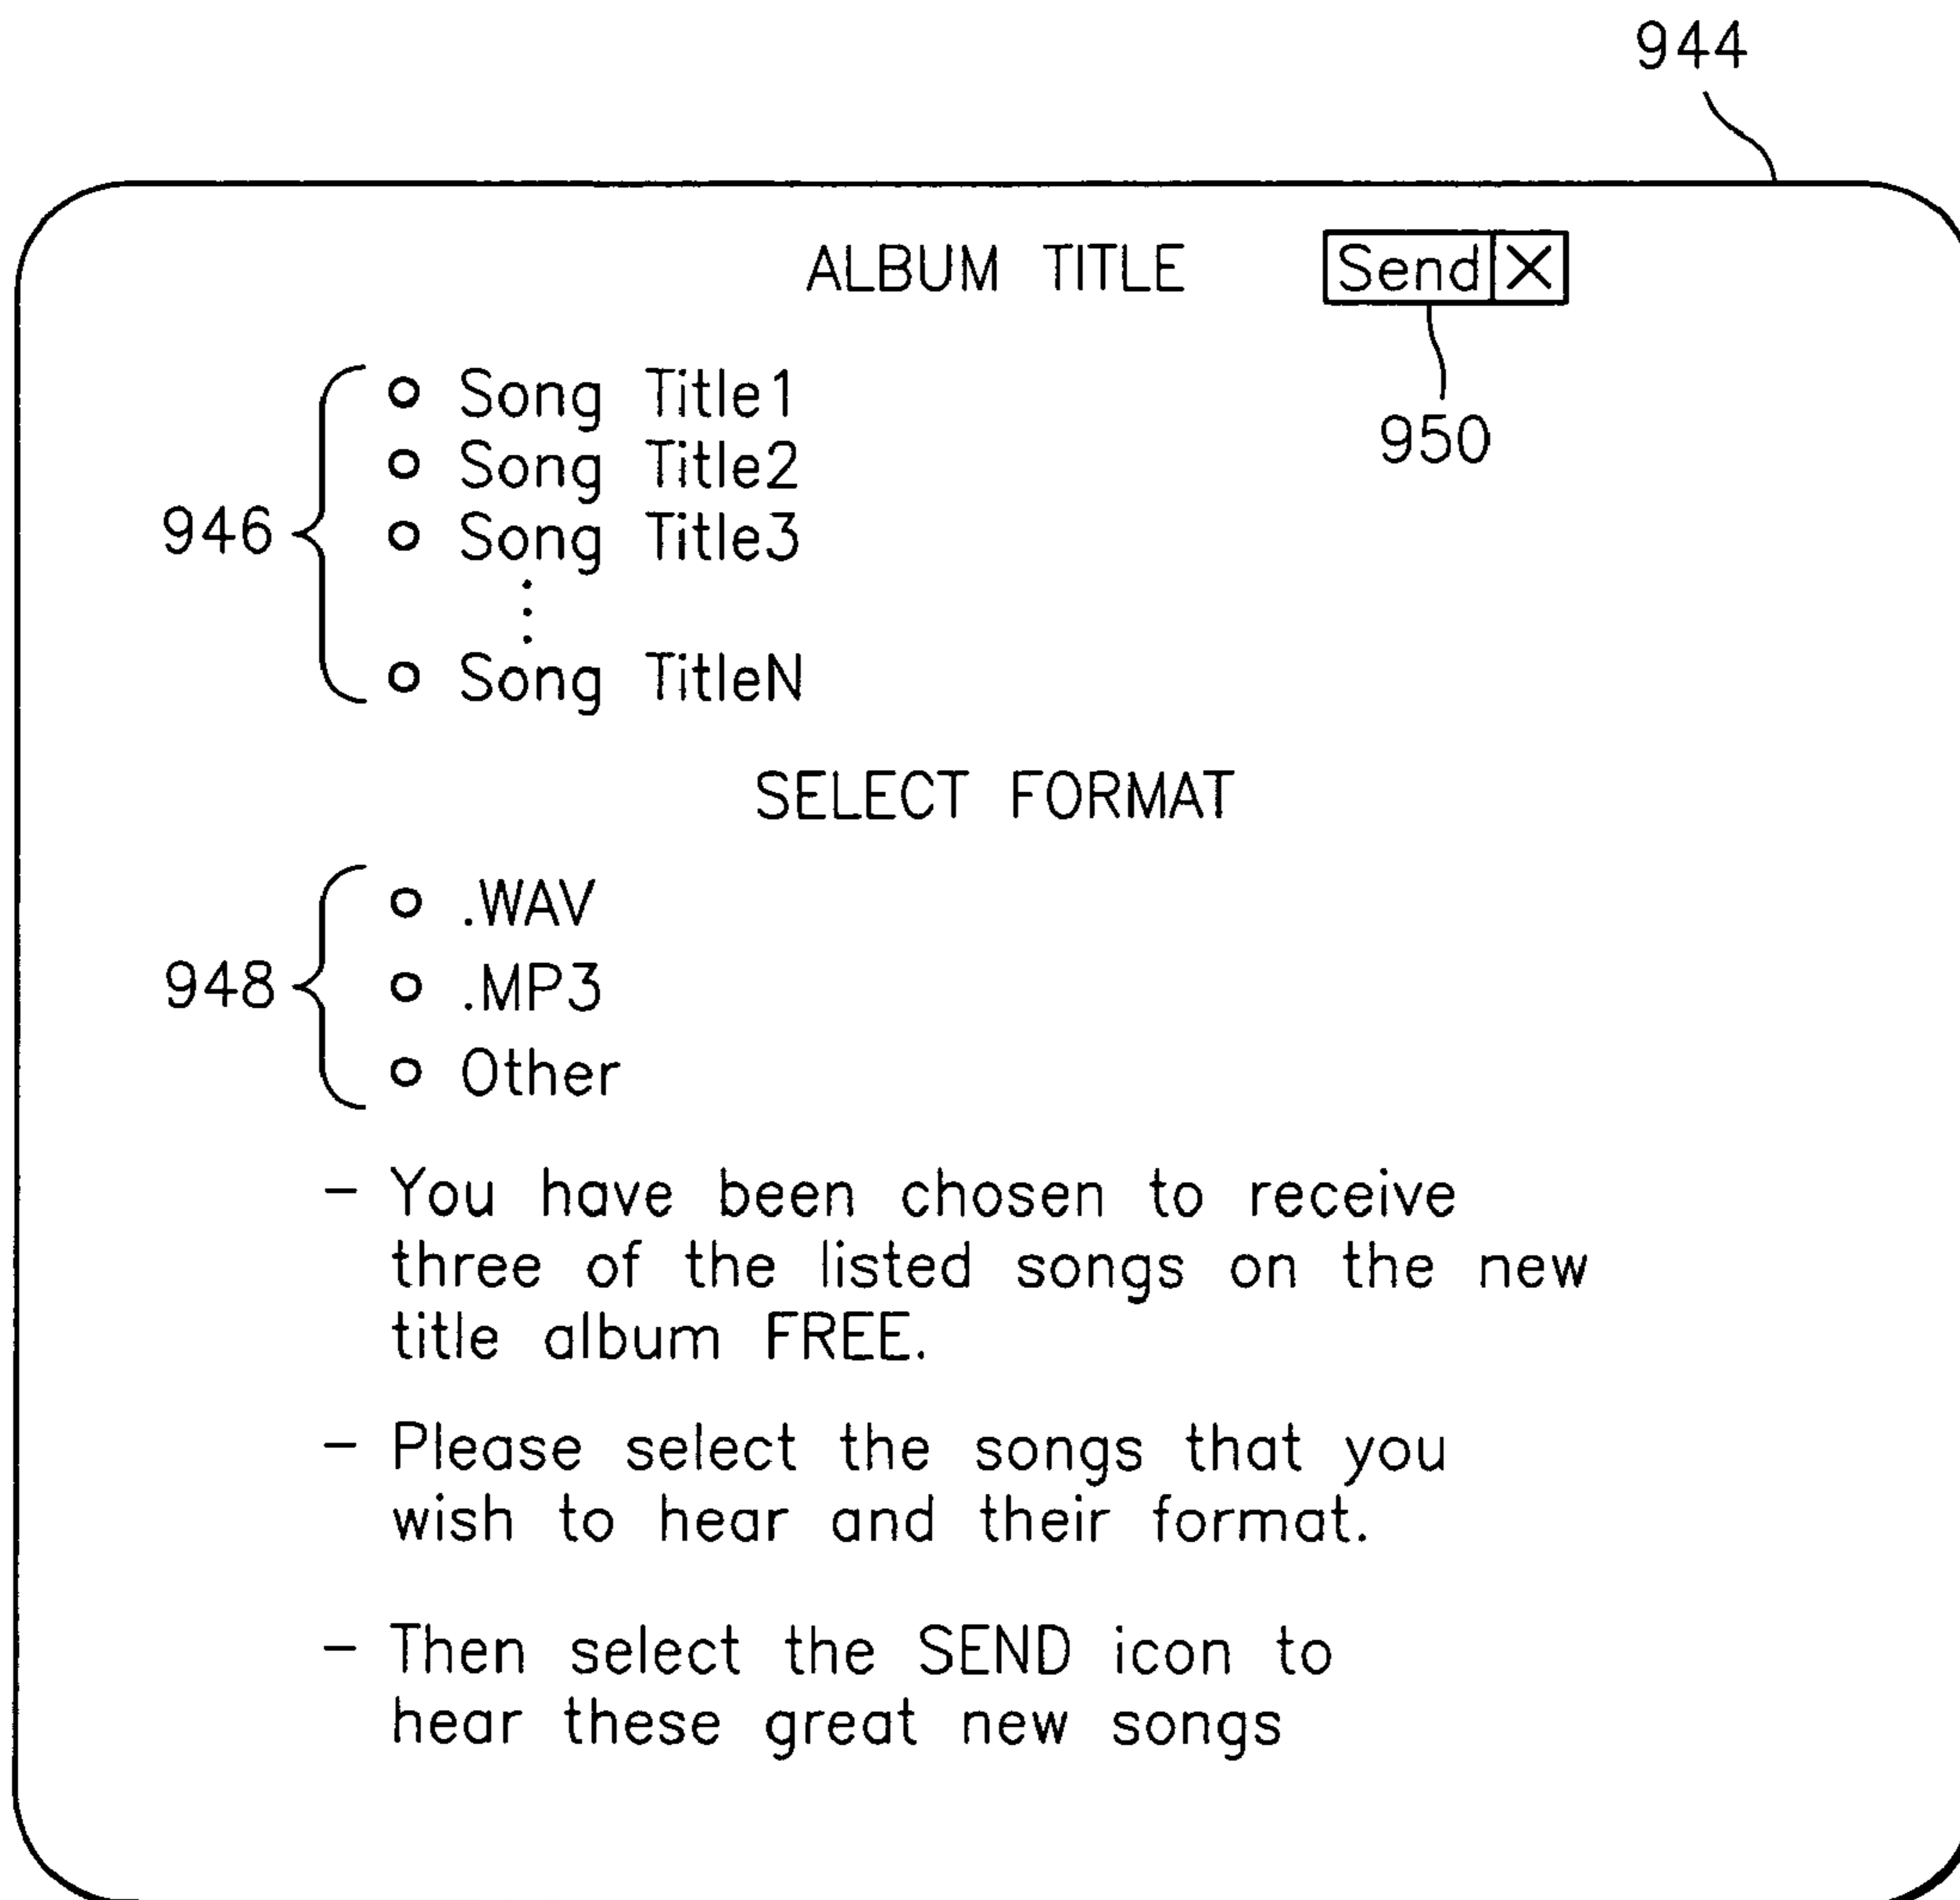 944
ALBUM TITLE Send X
950
946
○ Song Title1
○ Song Title2
○ Song Title3
⋮
○ Song TitleN
SELECT FORMAT
948
○ .WAV
○ .MP3
○ Other
– You have been chosen to receive
three of the listed songs on the new
title album FREE.
– Please select the songs that you
wish to hear and their format.
– Then select the SEND icon to
hear these great new songs